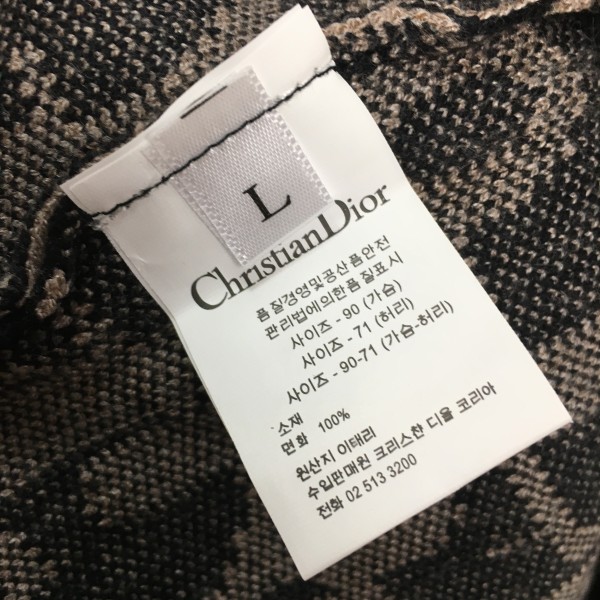 L
Christian Dior
품질경영및공산품안전
관리법에의한품질표시
사이즈 - 90 (가슴)
사이즈 - 71 (허리)
사이즈 - 90-71 (가슴-허리)
소재
면화 100%
원산지 이태리
수입판매원 크리스챤 디올 코리아
전화 02 513 3200